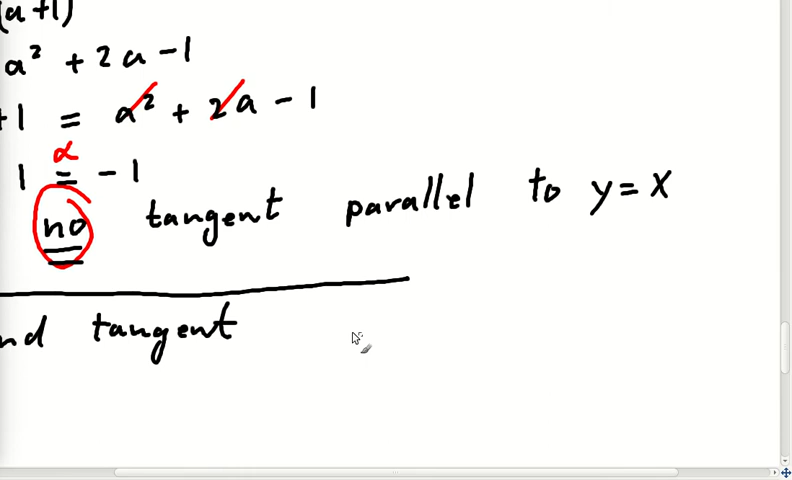 (a+1)
a² + 2a -1
+1 = a² + 2a - 1
α
1 = -1
no tangent parallel to y = x
nd tangent